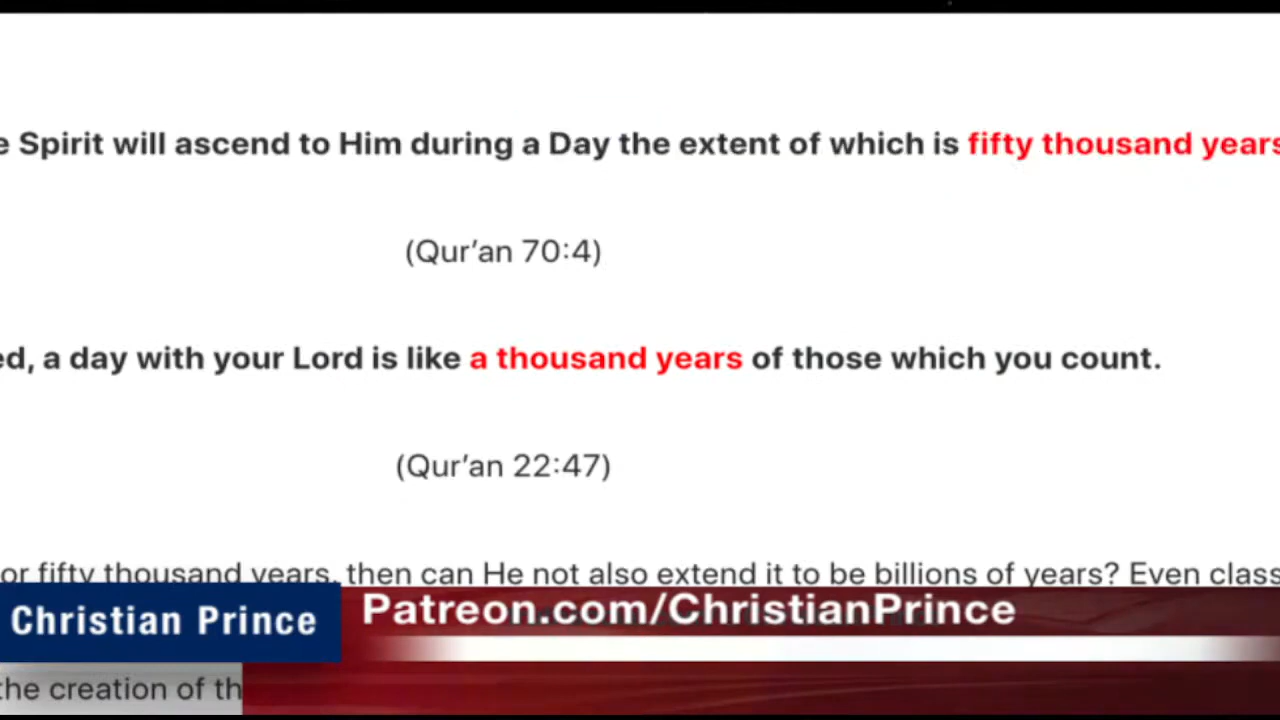 e Spirit will ascend to Him during a Day the extent of which is fifty thousand years
(Qur’an 70:4)
ed, a day with your Lord is like a thousand years of those which you count.
(Qur’an 22:47)
or fifty thousand years, then can He not also extend it to be billions of years? Even class
Christian Prince
Patreon.com/ChristianPrince
the creation of th